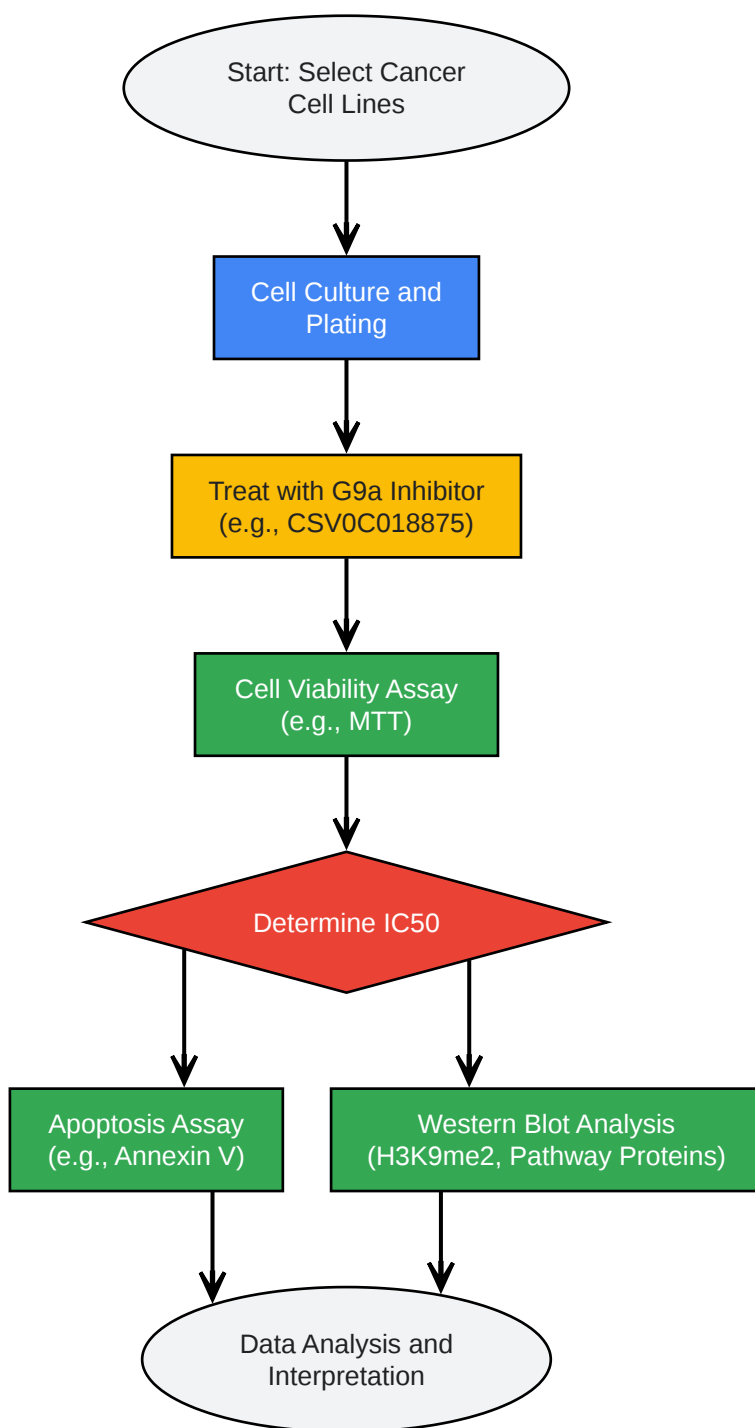 Start: Select Cancer
Cell Lines
Cell Culture and
Plating
Treat with G9a Inhibitor
(e.g., CSV0C018875)
Cell Viability Assay
(e.g., MTT)
Determine IC50
Apoptosis Assay
(e.g., Annexin V)
Western Blot Analysis
(H3K9me2, Pathway Proteins)
Data Analysis and
Interpretation